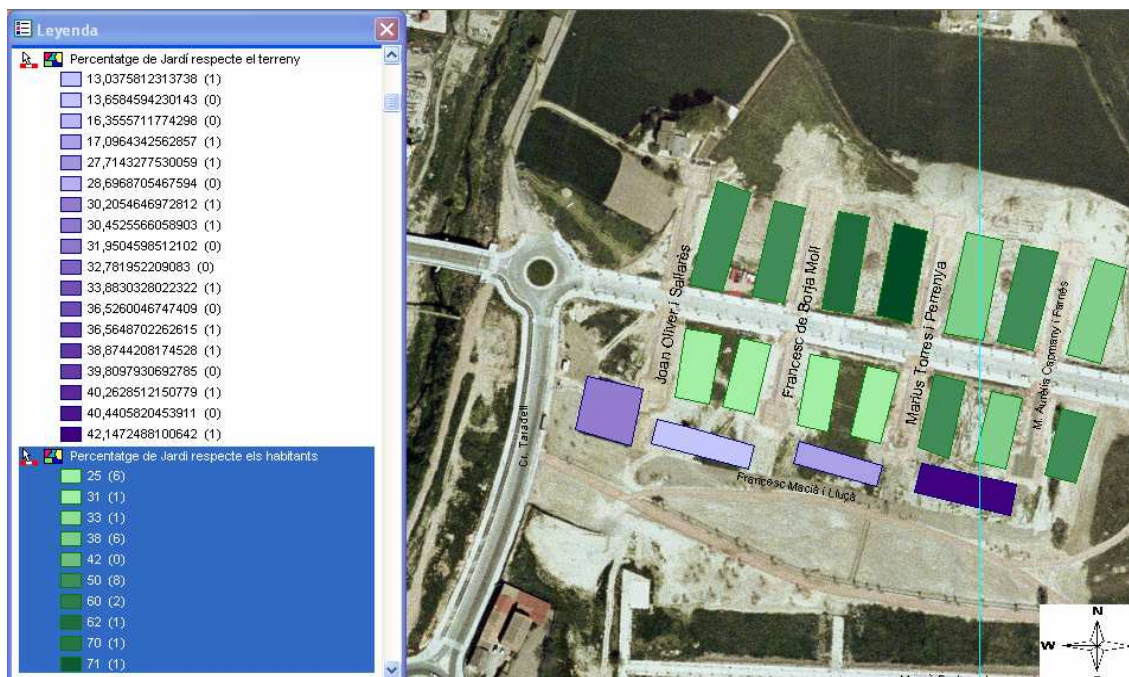 Leyenda
Percentatge de Jardí respecte el terreny
13,0375812313738 (1)
13,6584594230143 (0)
16,3555711774298 (0)
17,0964342562857 (1)
27,7143277530059 (1)
28,6968705467594 (0)
30,2054646972812 (1)
30,4525566058903 (1)
31,9504598512102 (0)
32,781952209083 (0)
33,8830328022322 (1)
36,5260046747409 (0)
36,5648702262615 (1)
38,8744208174528 (1)
39,8097930692785 (0)
40,2628512150779 (1)
40,4405820453911 (0)
42,1472488100642 (1)
Percentatge de Jardi respecte els habitants
25 (6)
31 (1)
33 (1)
38 (6)
42 (0)
50 (8)
60 (2)
62 (1)
70 (1)
71 (1)
Joan Oliver i Sallarès
Francesc de Borja Moll
Marius Torres i Perrenya
M. Aurèlia Capmany i Farnés
Cr. Taradell
Francesc Macià i Lluçà
N
W
E